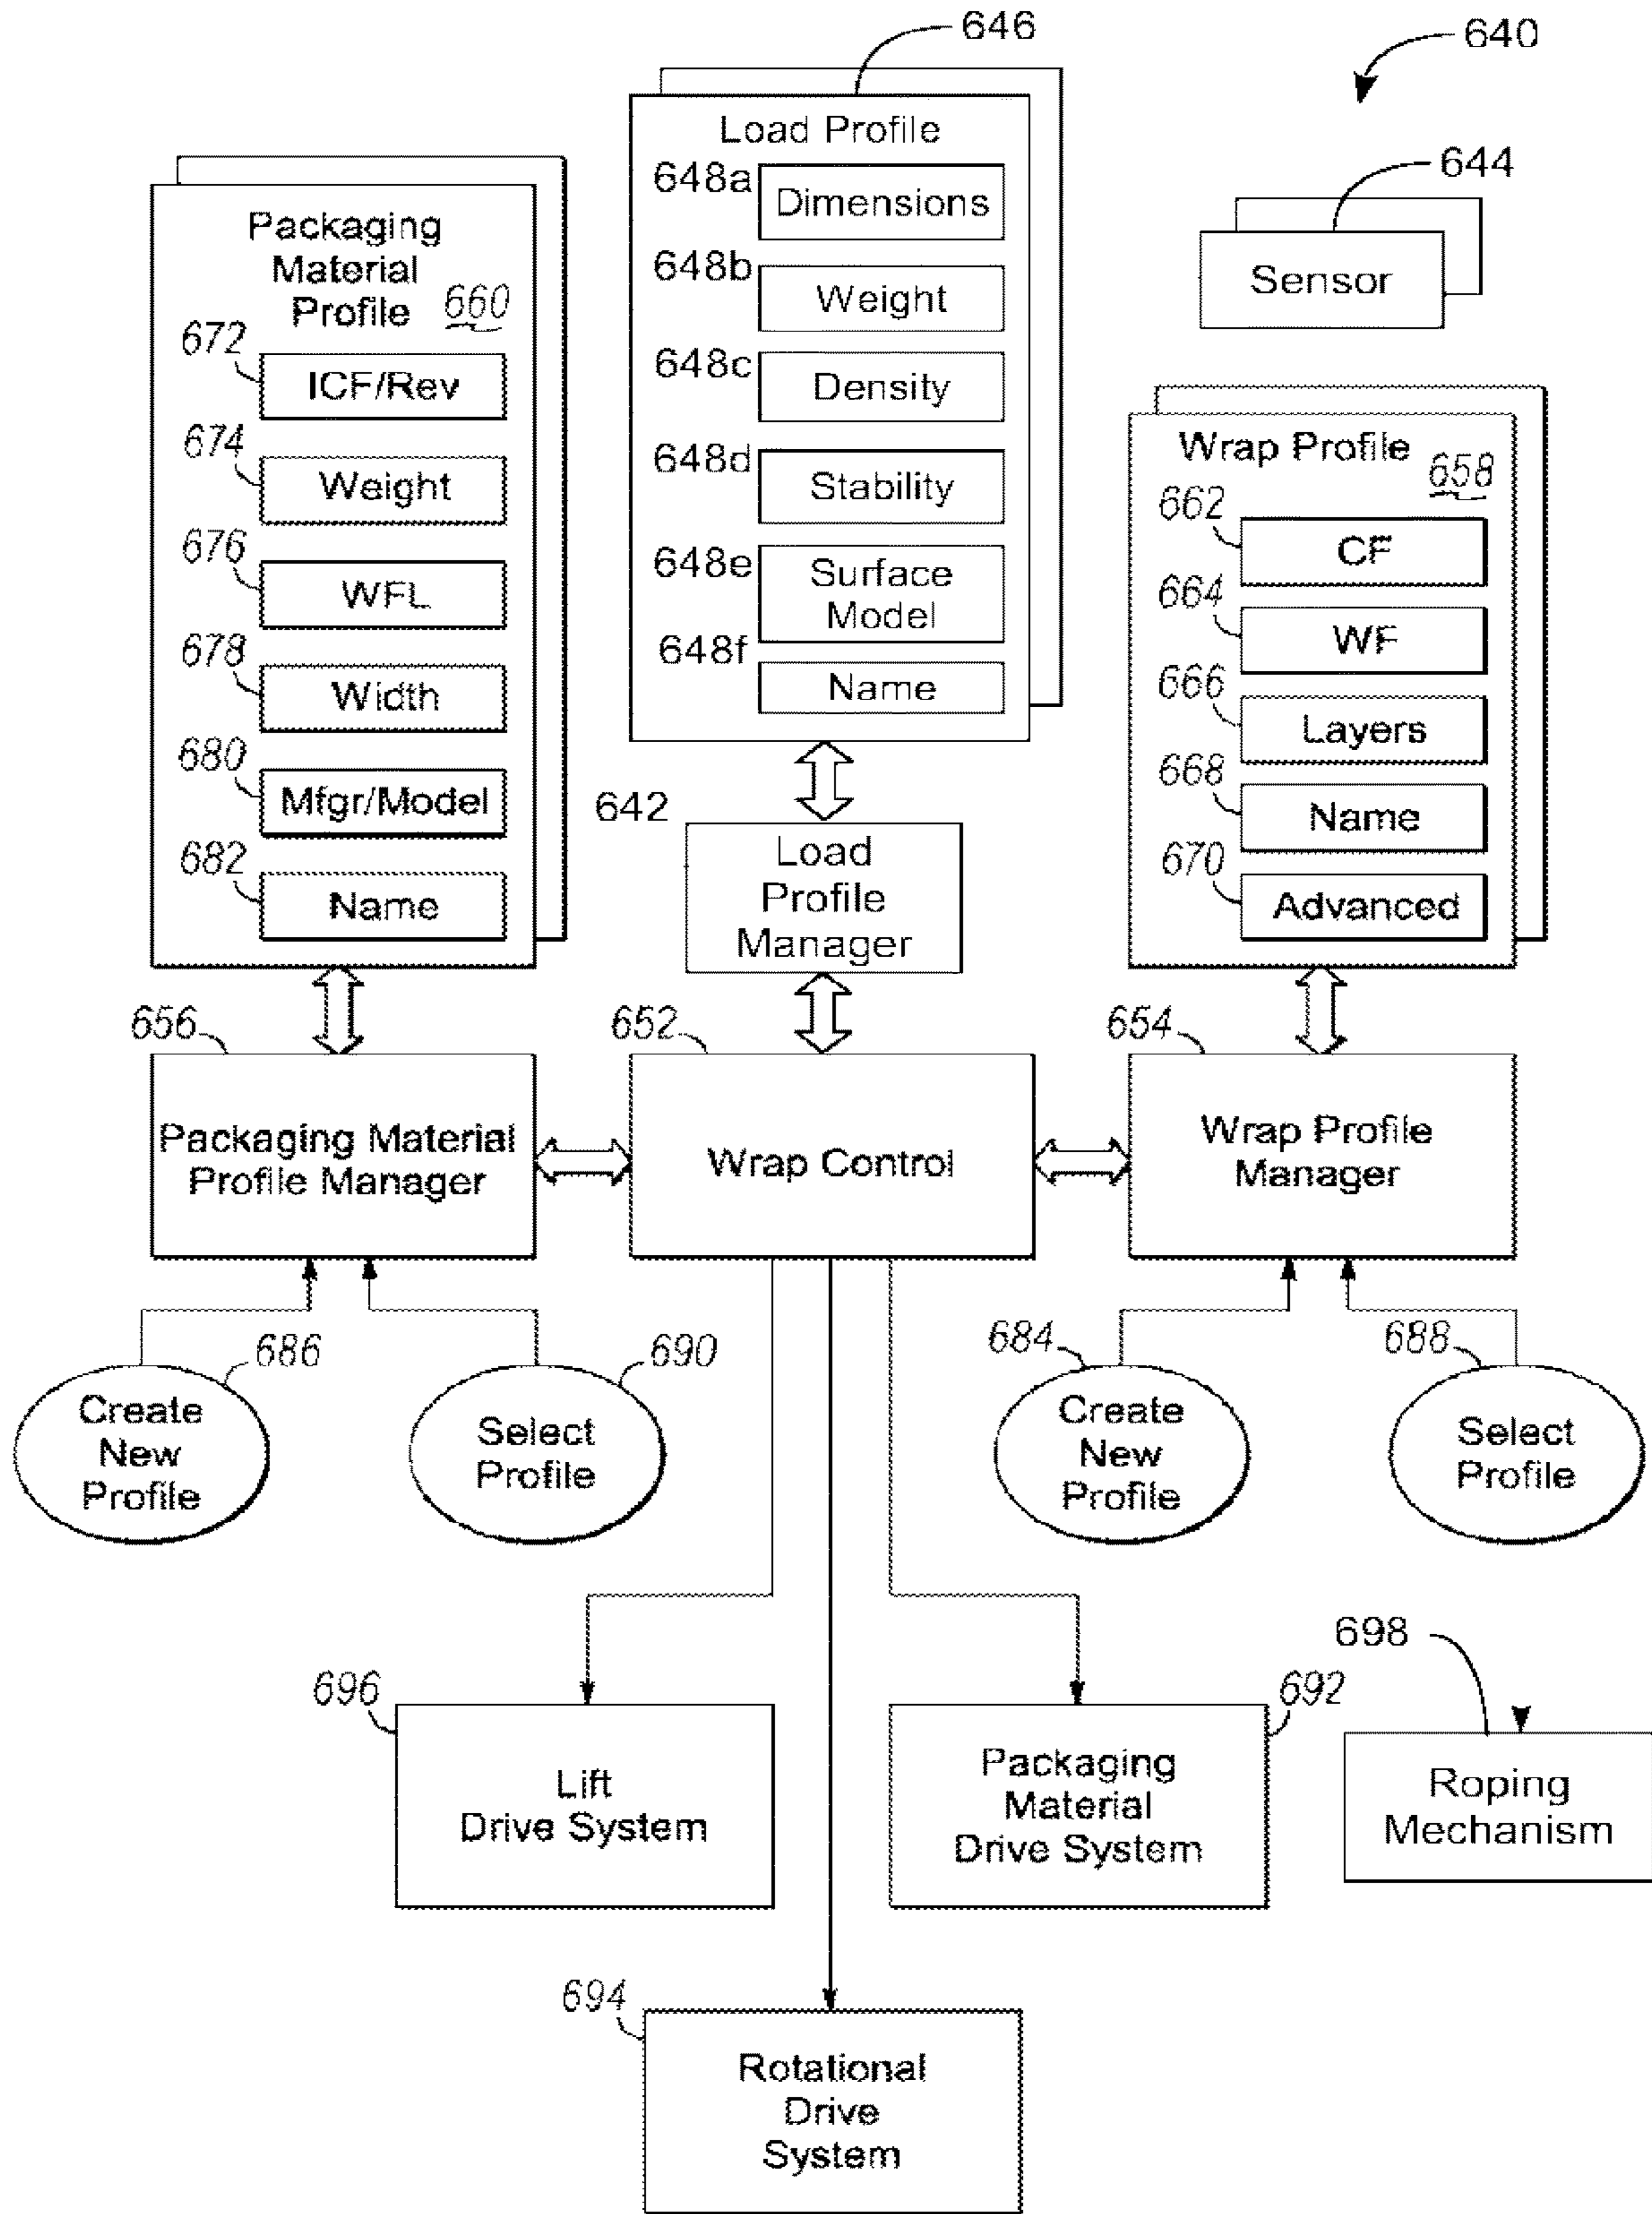 646
640
Load Profile
648a
Dimensions
648b
Weight
648c
Density
648d
Stability
648e
Surface
Model
648f
Name
644
Sensor
Packaging
Material
Profile
660
672
ICF/Rev
674
Weight
676
WFL
678
Width
680
Mfgr/Model
682
Name
Wrap Profile
658
662
CF
664
WF
666
Layers
668
Name
670
Advanced
642
Load
Profile
Manager
656
Packaging Material
Profile Manager
652
Wrap Control
654
Wrap Profile
Manager
686
Create
New
Profile
690
Select
Profile
684
Create
New
Profile
688
Select
Profile
696
Lift
Drive System
692
Packaging
Material
Drive System
698
Roping
Mechanism
694
Rotational
Drive
System